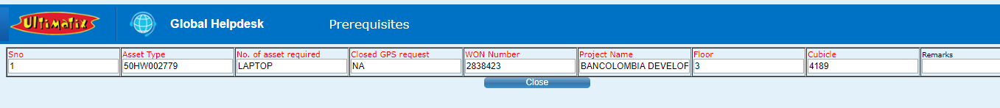 Ultimatix Global Helpdesk Prerequisites
Sno Asset Type No. of asset required Closed GPS request WON Number Project Name Floor Cubicle Remarks
1 50HW002779 LAPTOP NA 2838423 BANCOLOMBIA DEVELOF 3 4189
Close